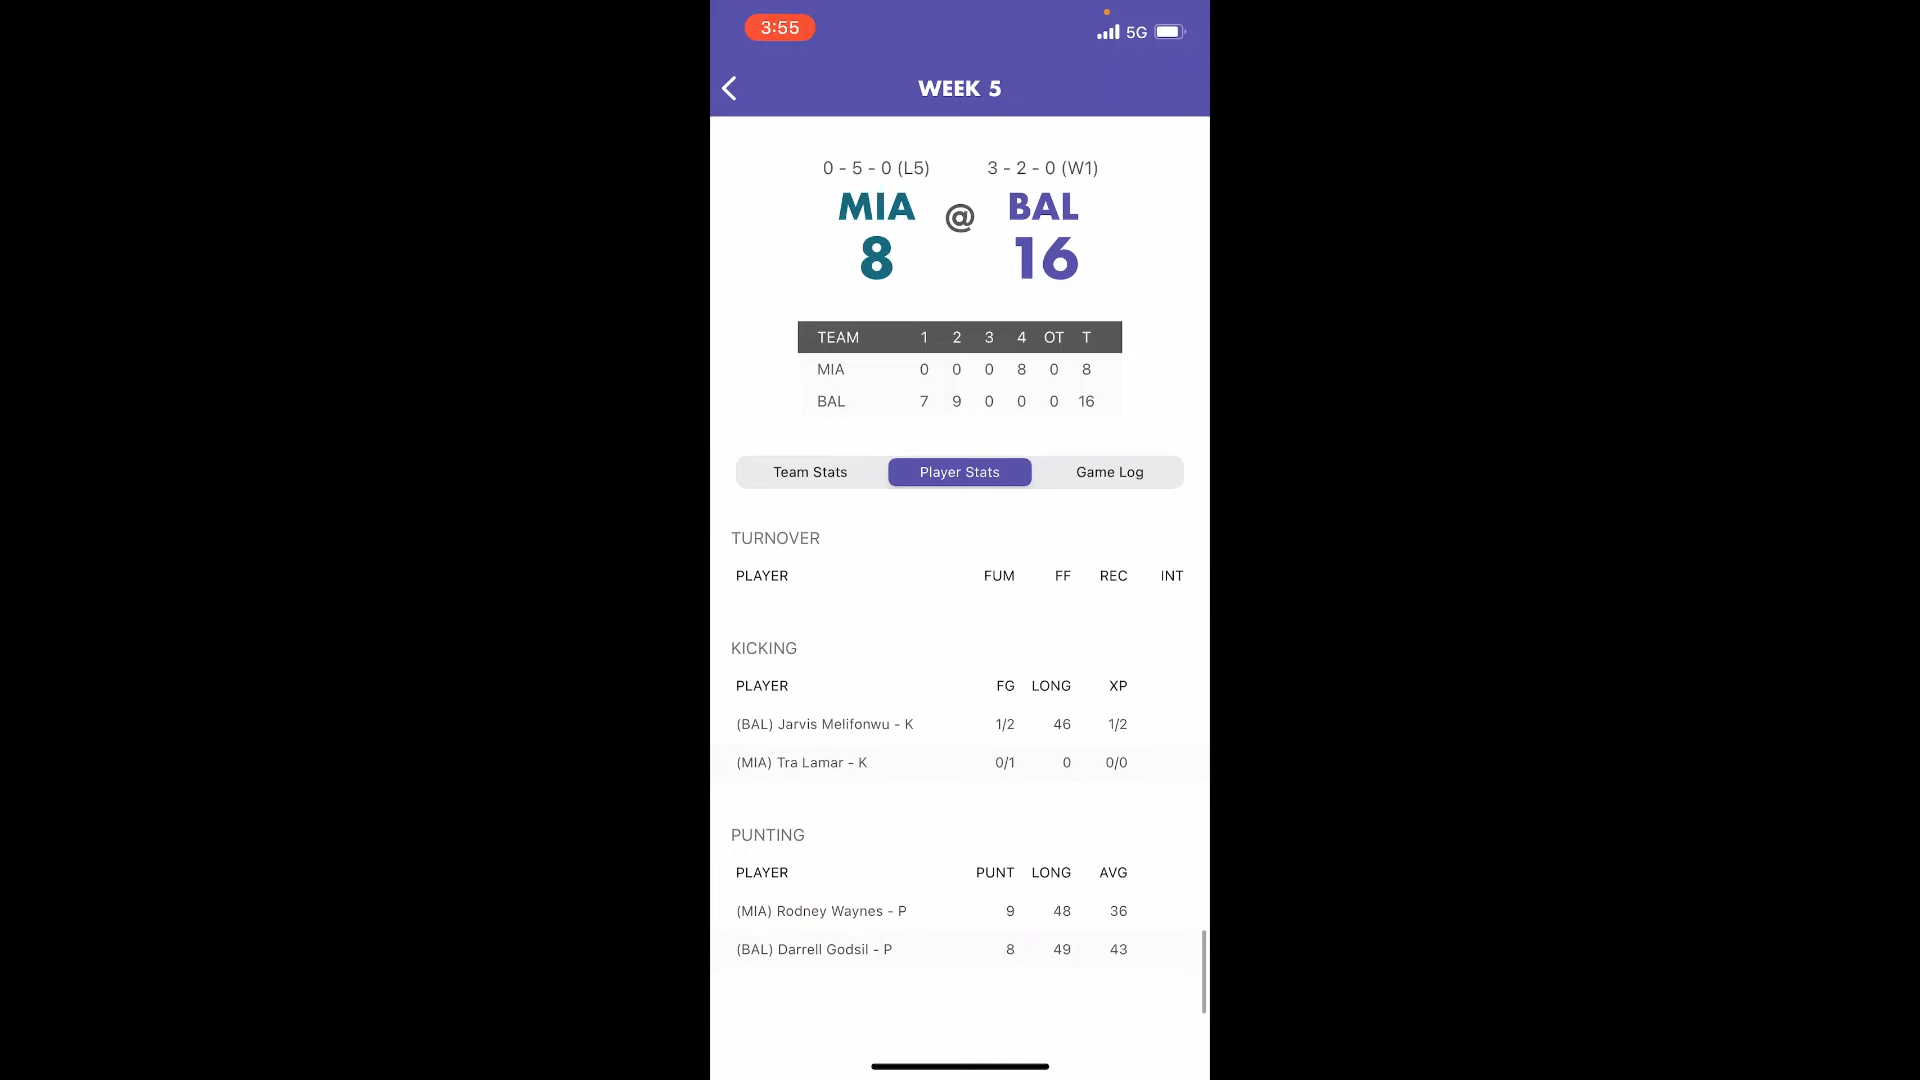 3:55 5G
WEEK 5
0 - 5 - 0 (L5) 3 - 2 - 0 (W1)
MIA @ BAL
8 16
TEAM 1 2 3 4 OT T
MIA 0 0 0 8 0 8
BAL 7 9 0 0 0 16
Team Stats Player Stats Game Log
TURNOVER
PLAYER FUM FF REC INT
KICKING
PLAYER FG LONG XP
(BAL) Jarvis Melifonwu - K 1/2 46 1/2
(MIA) Tra Lamar - K 0/1 0 0/0
PUNTING
PLAYER PUNT LONG AVG
(MIA) Rodney Waynes - P 9 48 36
(BAL) Darrell Godsil - P 8 49 43